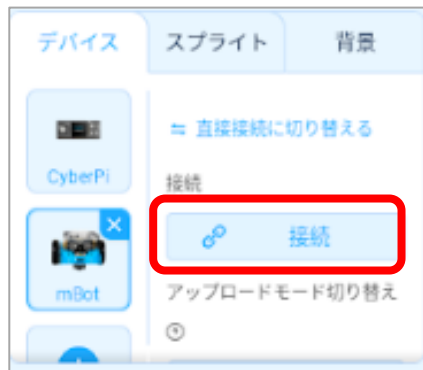 デバイス
スプライト
背景
CyberPi
mBot
直接接続に切り替える
接続
接続
アップロードモード切り替え